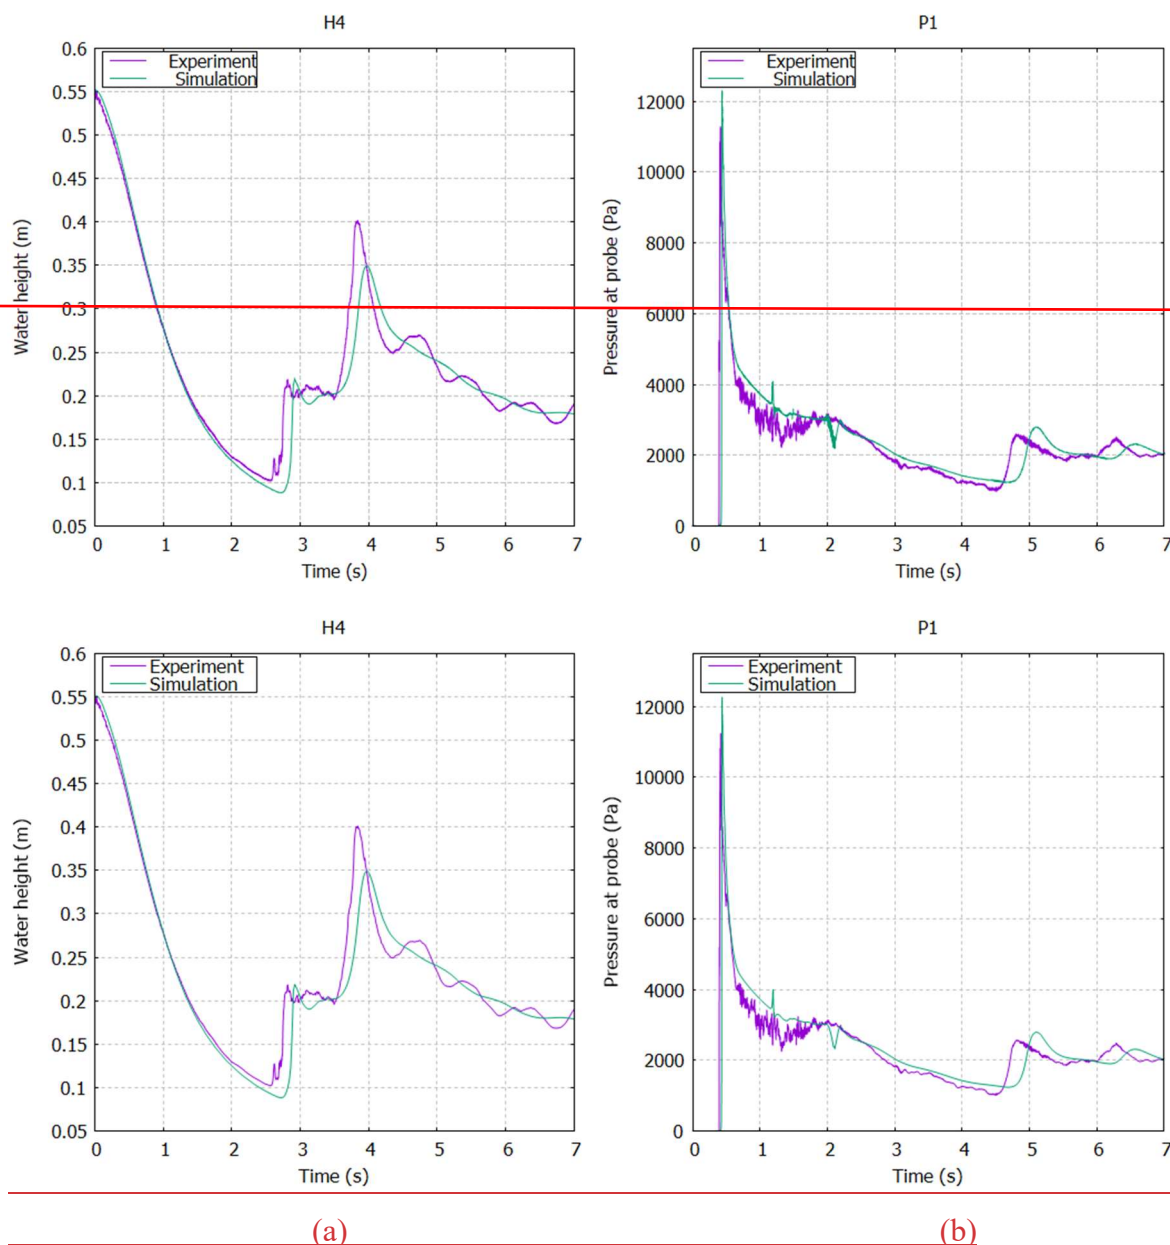 H4
P1
Experiment
Simulation
Experiment
Simulation
0.6
0.55
0.5
0.45
0.4
0.35
0.3
0.25
0.2
0.15
0.1
0.05
Water height (m)
0 1 2 3 4 5 6 7
Time (s)
12000
10000
8000
6000
4000
2000
0
Pressure at probe (Pa)
0 1 2 3 4 5 6 7
Time (s)
H4
P1
Experiment
Simulation
Experiment
Simulation
0.6
0.55
0.5
0.45
0.4
0.35
0.3
0.25
0.2
0.15
0.1
0.05
Water height (m)
0 1 2 3 4 5 6 7
Time (s)
12000
10000
8000
6000
4000
2000
0
Pressure at probe (Pa)
0 1 2 3 4 5 6 7
Time (s)
(a) (b)